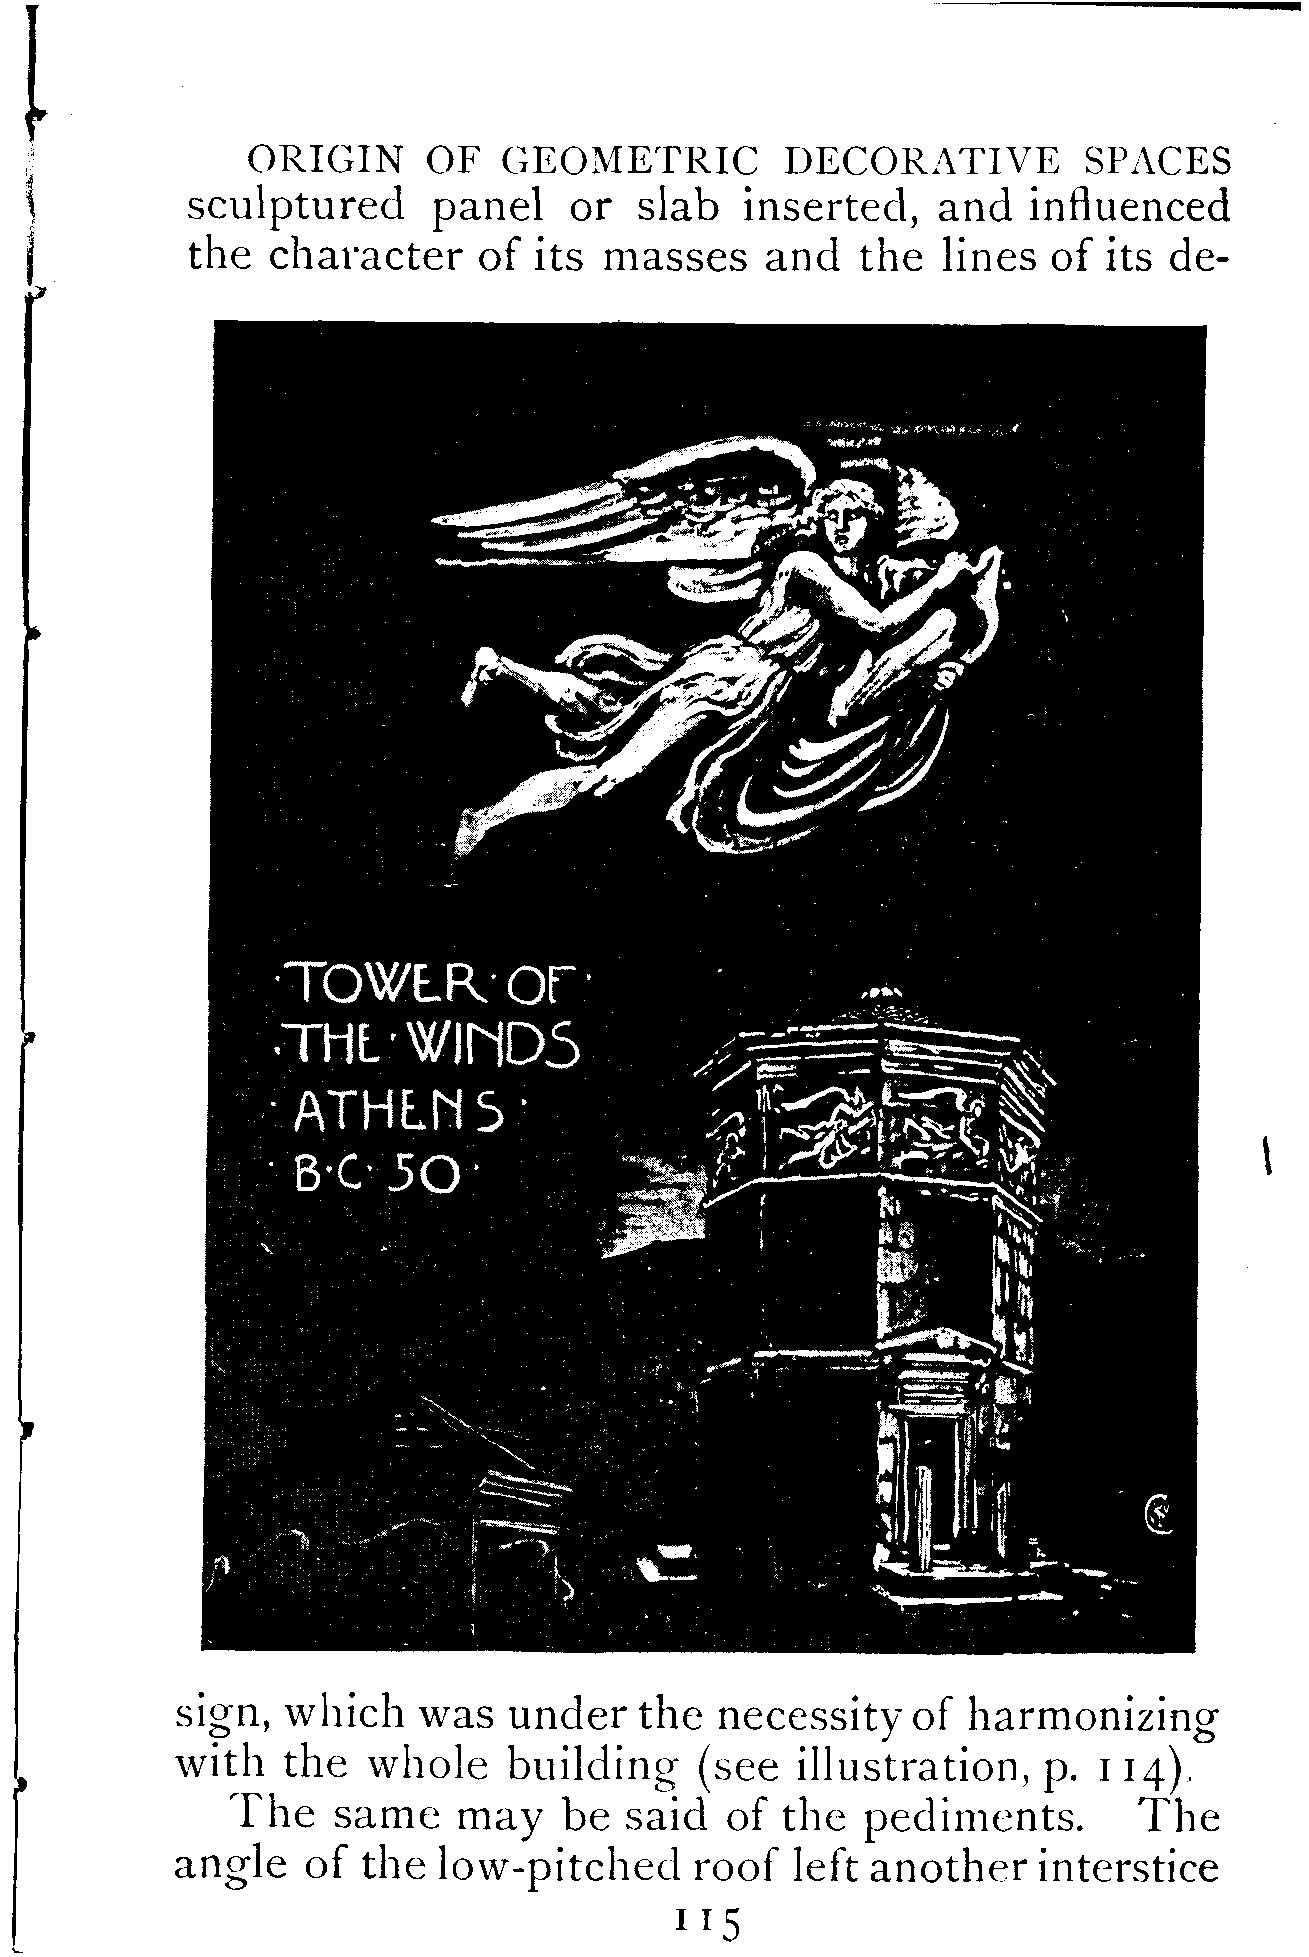 ORIGIN OF GEOMETRIC DECORATIVE SPACES
sculptured panel or slab inserted, and influenced
the character of its masses and the lines of its de-
·TOWER·OF·
·THE·WINDS
·ATHENS·
·B·C·50·
sign, which was under the necessity of harmonizing
with the whole building (see illustration, p. 114).
The same may be said of the pediments. The
angle of the low-pitched roof left another interstice
115